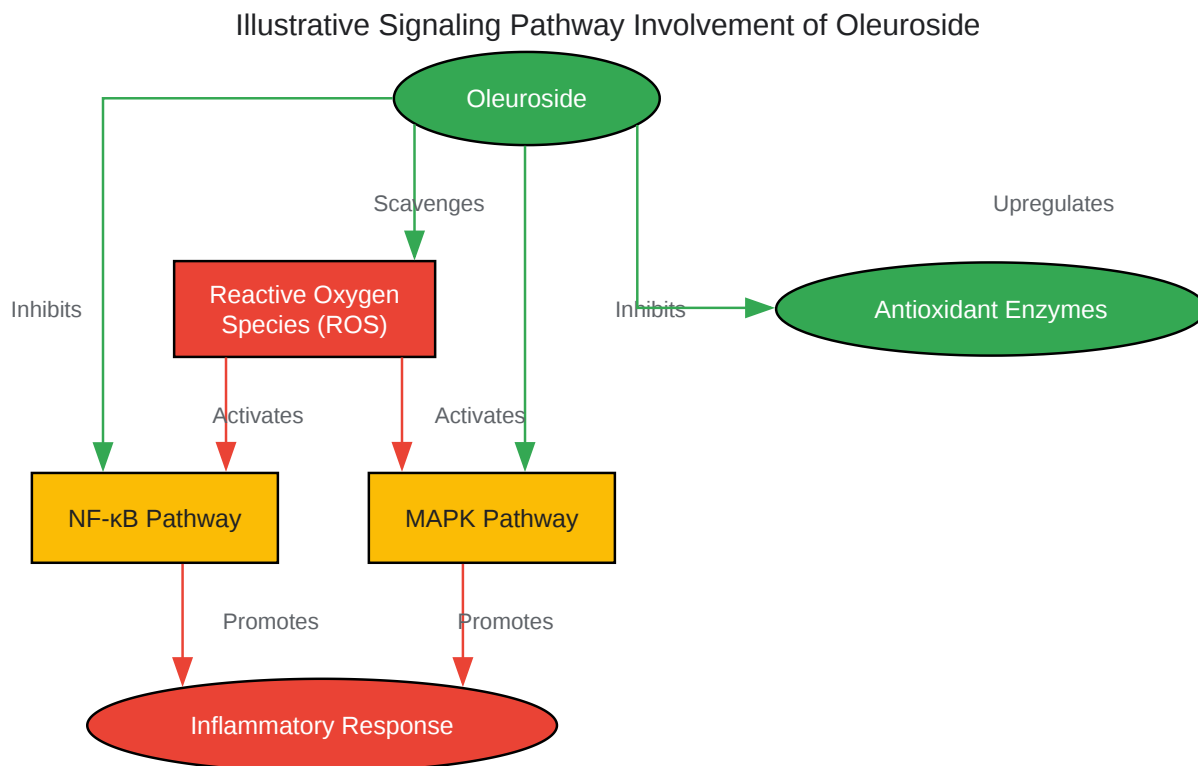 Illustrative Signaling Pathway Involvement of Oleuroside
Oleuroside
Scavenges
Upregulates
Reactive Oxygen
Species (ROS)
Inhibits
Inhibits
Antioxidant Enzymes
Activates
Activates
NF-κB Pathway
MAPK Pathway
Promotes
Promotes
Inflammatory Response